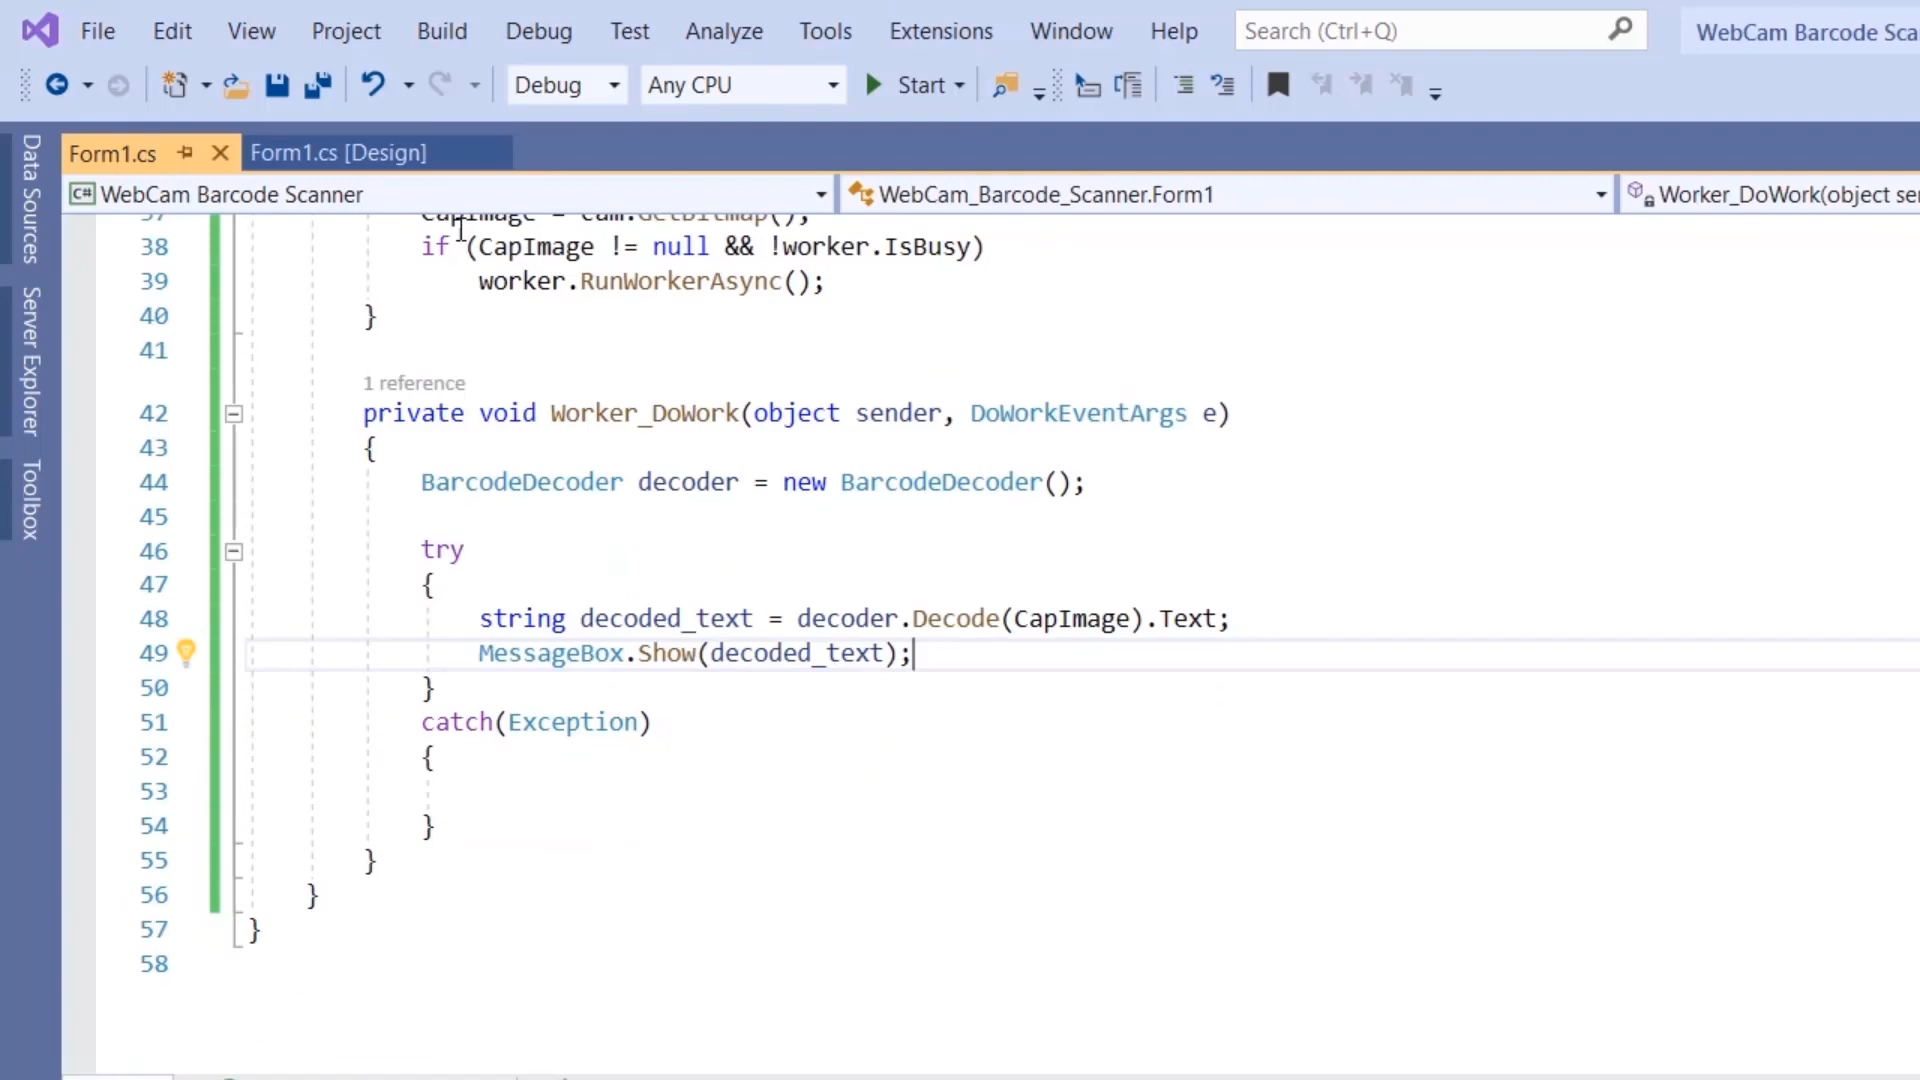 File Edit View Project Build Debug Test Analyze Tools Extensions Window Help Search (Ctrl+Q) WebCam Barcode Sca
Debug Any CPU Start
Data Sources
Server Explorer
Toolbox
Form1.cs Form1.cs [Design]
C# WebCam Barcode Scanner WebCam_Barcode_Scanner.Form1 Worker_DoWork(object se
37 CapImage = cam.GetBitmap();
38 if (CapImage != null && !worker.IsBusy)
39 worker.RunWorkerAsync();
40 }
41
1 reference
42 private void Worker_DoWork(object sender, DoWorkEventArgs e)
43 {
44 BarcodeDecoder decoder = new BarcodeDecoder();
45
46 try
47 {
48 string decoded_text = decoder.Decode(CapImage).Text;
49 MessageBox.Show(decoded_text);
50 }
51 catch(Exception)
52 {
53
54 }
55 }
56 }
57 }
58